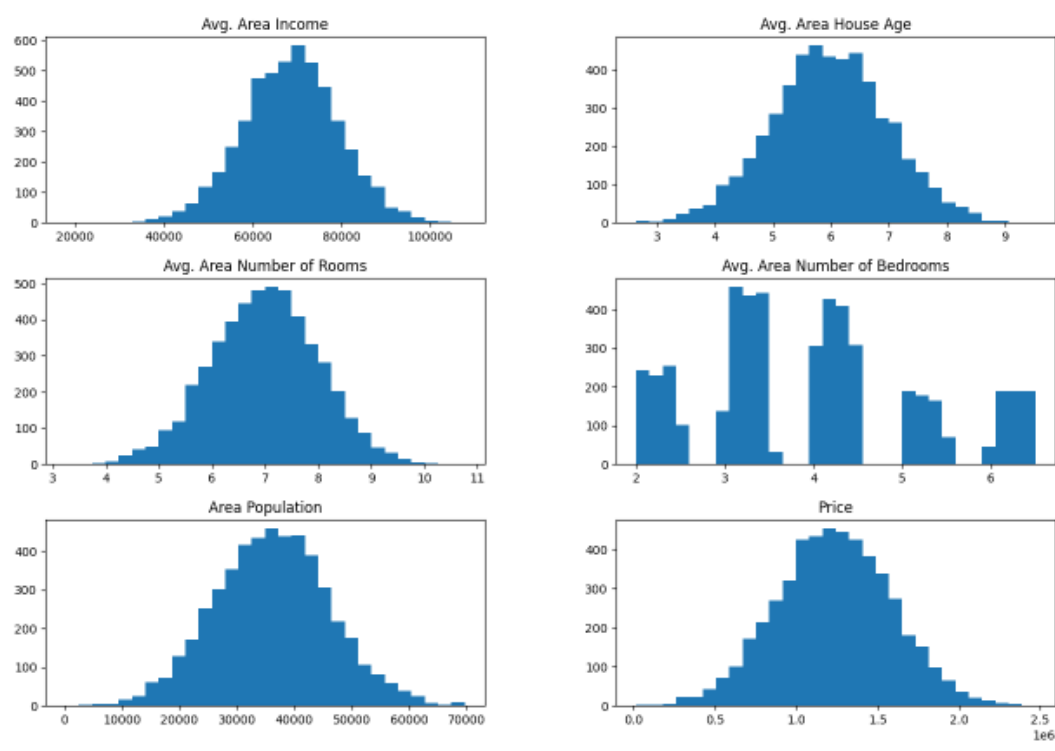 Avg. Area Income
600
500
400
300
200
100
0
20000 40000 60000 80000 100000
Avg. Area House Age
400
300
200
100
0
3 4 5 6 7 8 9
Avg. Area Number of Rooms
500
400
300
200
100
0
3 4 5 6 7 8 9 10 11
Avg. Area Number of Bedrooms
400
300
200
100
0
2 3 4 5 6
Area Population
400
300
200
100
0
0 10000 20000 30000 40000 50000 60000 70000
Price
400
300
200
100
0
0.0 0.5 1.0 1.5 2.0 2.5
1e6